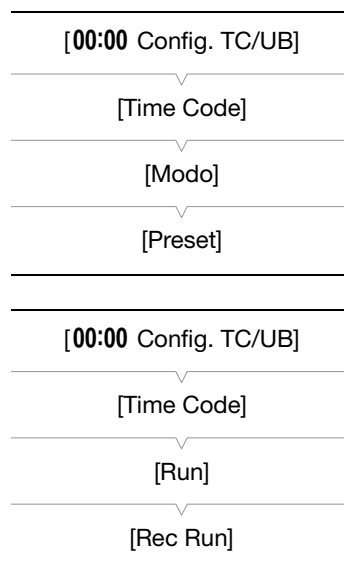 [00:00 Config. TC/UB]
[Time Code]
[Modo]
[Preset]
[00:00 Config. TC/UB]
[Time Code]
[Run]
[Rec Run]